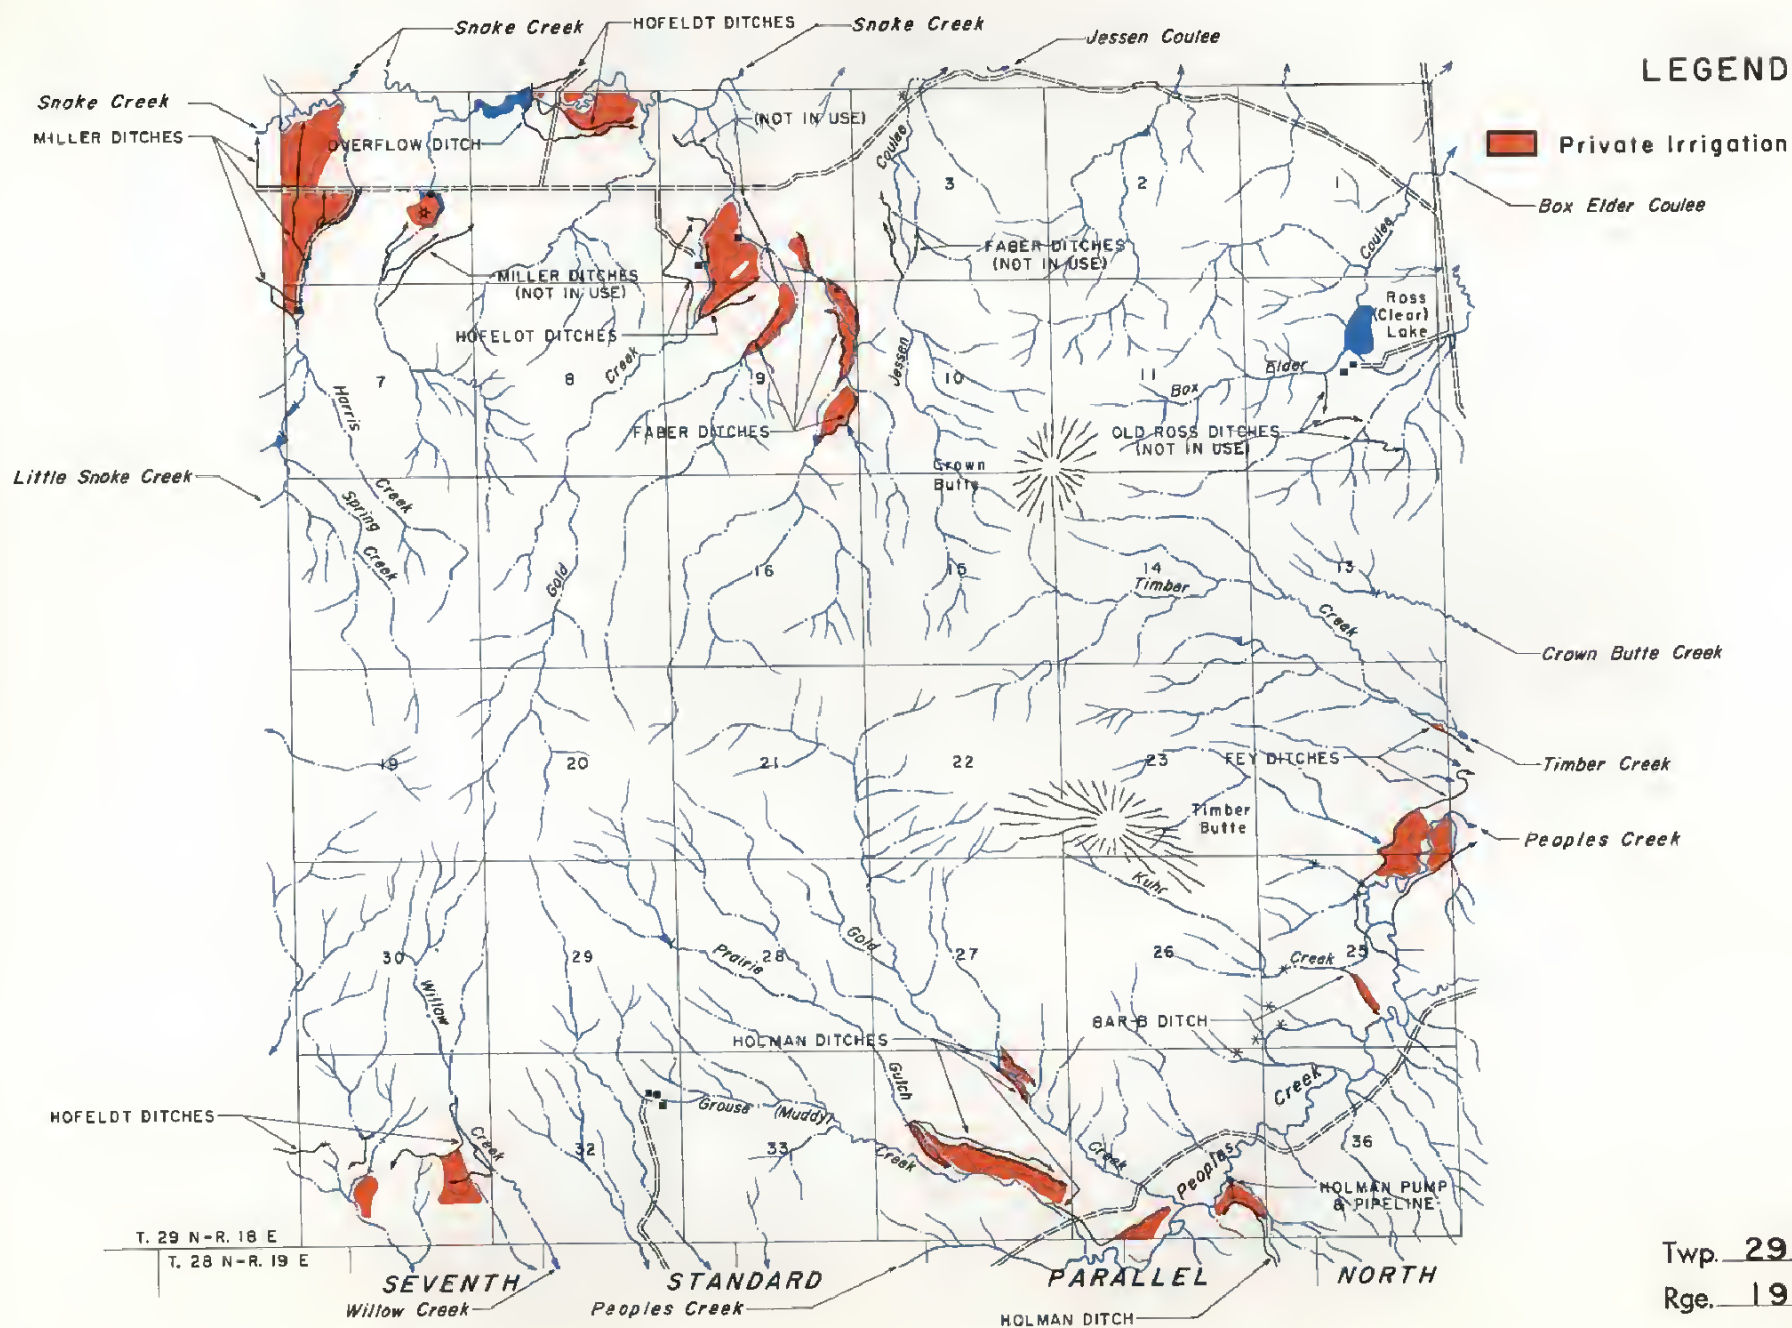 Snake Creek
HOFELDT DITCHES
Snake Creek
Jessen Coulee
LEGEND
Snake Creek
MILLER DITCHES
OVERFLOW DITCH
(NOT IN USE)
Coulee
Private Irrigation
3
2
1
Box Elder Coulee
Coulee
FABER DITCHES
(NOT IN USE)
MILLER DITCHES
(NOT IN USE)
Ross
(Clear)
Lake
HOFELDT DITCHES
Creek
Jessen
7
8
9
10
11
Box
Elder
Harris
FABER DITCHES
OLD ROSS DITCHES
(NOT IN USE)
Crown
Butte
Little Snake Creek
Creek
Spring
Creek
Gold
16
15
14
13
Timber
Creek
Crown Butte Creek
19
20
21
22
23
FEY DITCHES
Timber Creek
Timber
Butte
Peoples Creek
Kuhr
Gold
30
29
Prairie
28
27
26
Creek
25
Willow
BAR-B DITCH
HOLMAN DITCHES
Gulch
Creek
HOFELDT DITCHES
Grouse (Muddy)
Creek
32
33
Creek
Creek
36
Peoples
HOLMAN PUMP
& PIPELINE
T. 29 N-R. 18 E
T. 28 N-R. 19 E
SEVENTH STANDARD PARALLEL NORTH
Willow Creek
Peoples Creek
HOLMAN DITCH
Twp. 29
Rge. 19